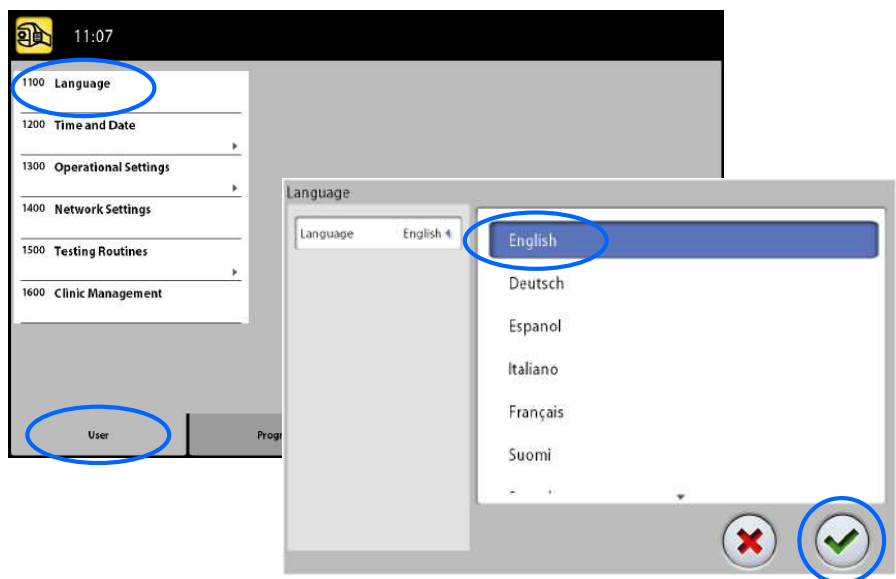 11:07
1100 Language
1200 Time and Date
1300 Operational Settings
1400 Network Settings
1500 Testing Routines
1600 Clinic Management
User
Progr
Language
Language English
English
Deutsch
Espanol
Italiano
Français
Suomi